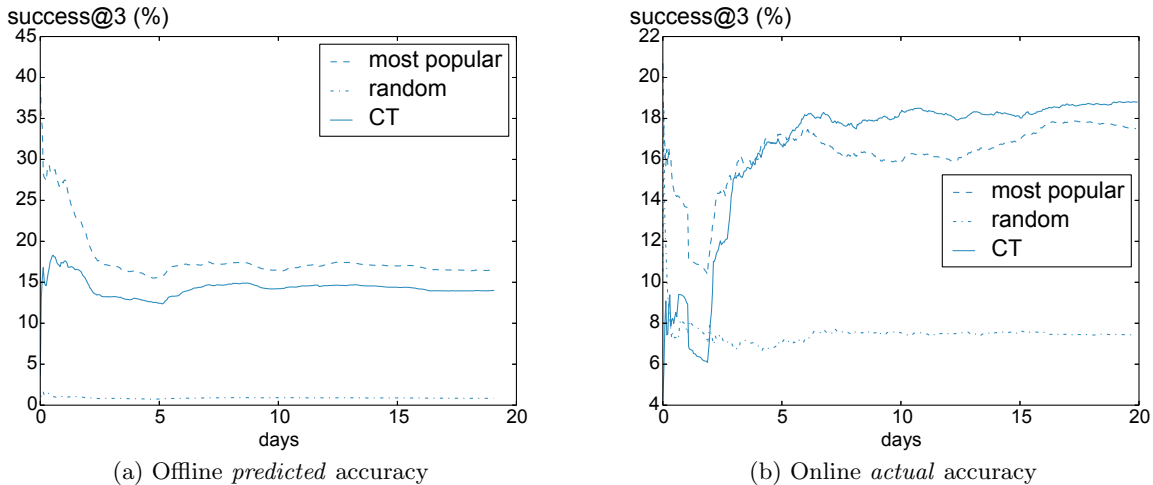 success@3 (%)
45
40
35
30
25
20
15
10
5
0
0 5 10 15 20
days
most popular
random
CT
(a) Offline predicted accuracy
success@3 (%)
22
20
18
16
14
12
10
8
6
4
0 5 10 15 20
days
most popular
random
CT
(b) Online actual accuracy